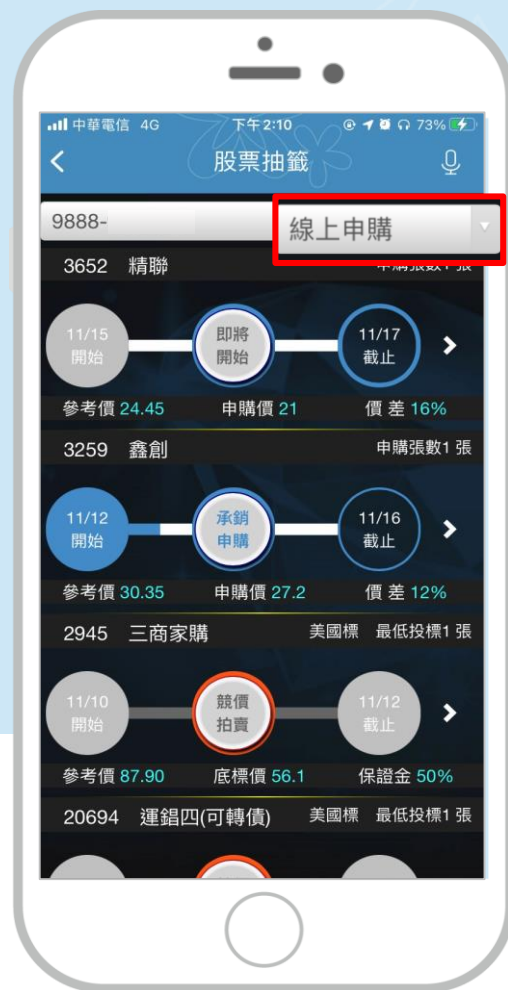 中華電信 4G 下午2:10 73%
股票抽籤
9888-
線上申購
3652 精聯
11/15 開始 即將開始 11/17 截止
參考價 24.45 申購價 21 價差 16%
3259 鑫創 申購張數1 張
11/12 開始 承銷申購 11/16 截止
參考價 30.35 申購價 27.2 價差 12%
2945 三商家購 美國標 最低投標1 張
11/10 開始 競價拍賣 11/12 截止
參考價 87.90 底標價 56.1 保證金 50%
20694 運錩四(可轉債) 美國標 最低投標1 張